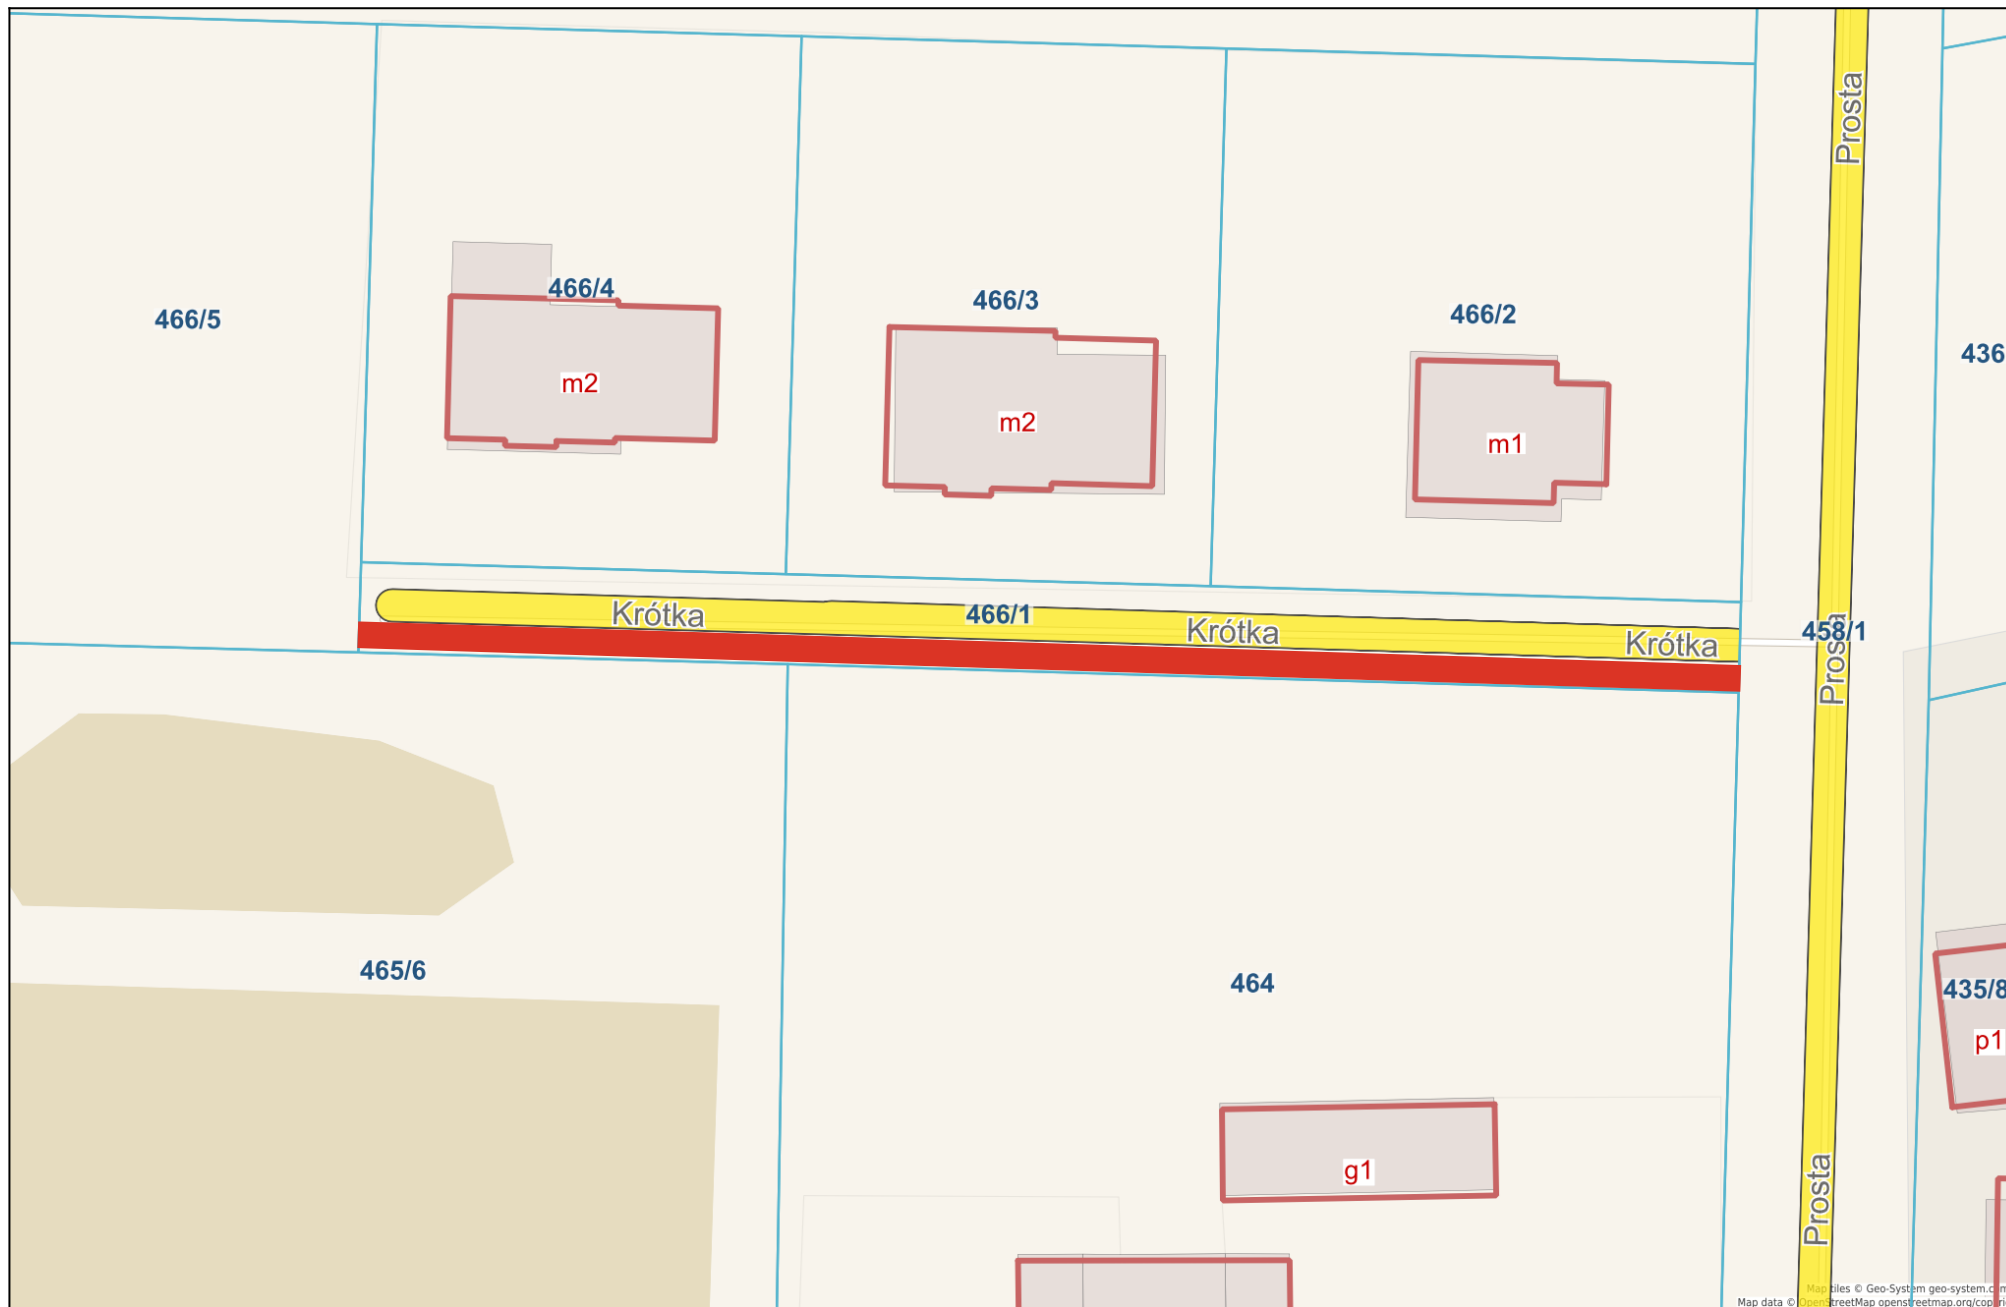 Prosta
466/4
466/3
466/2
466/5
436
m2
m2
m1
Krótka
466/1
Krótka
Krótka
458/1
Prosta
465/6
464
435/8
p1
g1
Prosta
Map tiles © Geo-System geo-system.com
Map data © OpenStreetMap openstreetmap.org/copy